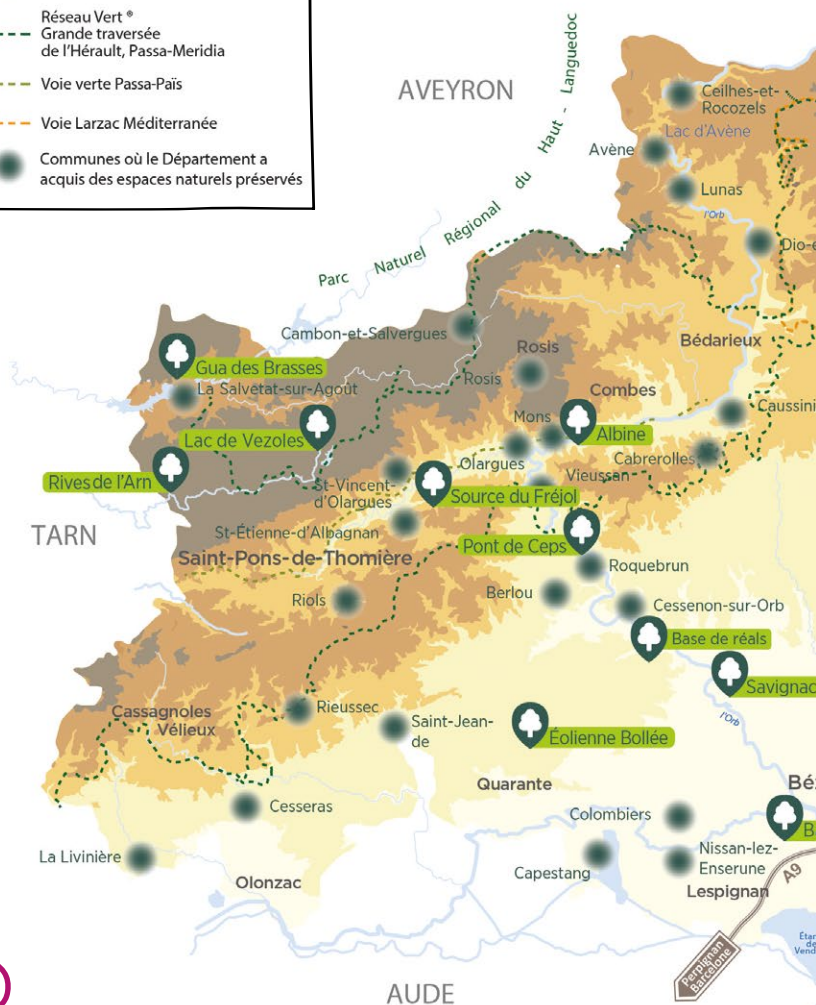 Réseau Vert ®
Grande traversée
de l'Hérault, Passa-Meridia
Voie verte Passa-Païs
Voie Larzac Méditerranée
Communes où le Département a
acquis des espaces naturels préservés
AVEYRON
Parc Naturel Régional du Haut - Languedoc
Ceilhes-et-
Rocozels
Lac d'Avène
Avène
Lunas
l'Orb
Dio-e
Cambon-et-Salvergues
Bédarieux
Rosis
Gua des Brasses
Rosis
La Salvetat-sur-Agoût
Combes
Caussini
Mons
Lac de Vezoles
Albine
Olargues
Cabrerolles
Rives de l'Arn
St-Vincent-
d'Olargues
Vieussan
Source du Fréjol
TARN
St-Étienne-d'Albagnan
Pont de Ceps
Saint-Pons-de-Thomière
Roquebrun
Riols
Berlou
Cessenon-sur-Orb
Base de réals
Savignac
Cassagnoles
Vélieux
Rieussec
Saint-Jean-
de
l'Orb
Éolienne Bollée
Quarante
Béz
Cesseras
Colombiers
B
La Livinière
Capestang
Nissan-lez-
Enserune
A9
Olonzac
Lespignan
Étan
de
Vend
Perpignan
Barcelone
AUDE